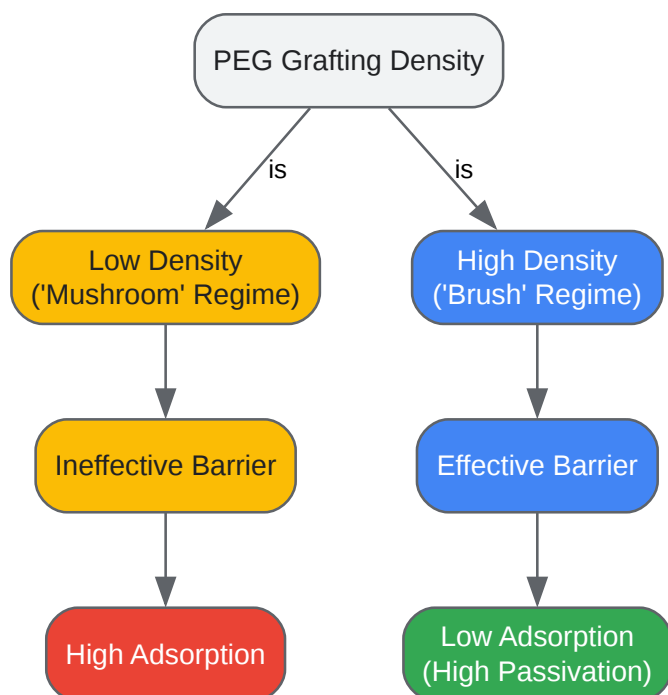 PEG Grafting Density
is
is
Low Density
('Mushroom' Regime)
High Density
('Brush' Regime)
Ineffective Barrier
Effective Barrier
High Adsorption
Low Adsorption
(High Passivation)